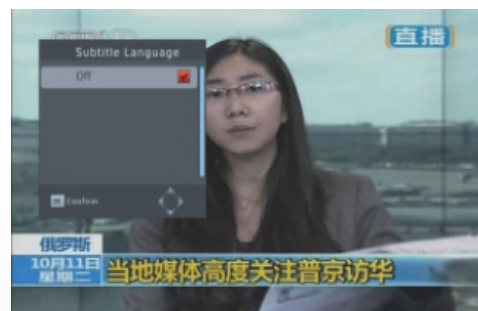 直播
Subtitle Language
Off
Confirm
俄罗斯
10月11日
星期二
当地媒体高度关注普京访华